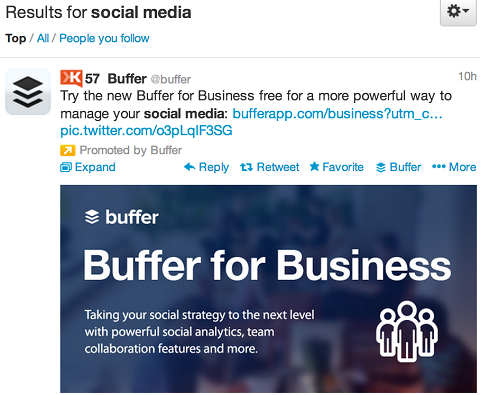 Results for social media
Top / All / People you follow
57 Buffer @buffer 10h
Try the new Buffer for Business free for a more powerful way to
manage your social media: bufferapp.com/business?utm_c…
pic.twitter.com/o3pLqIF3SG
Promoted by Buffer
Expand Reply Retweet Favorite Buffer More
buffer
Buffer for Business
Taking your social strategy to the next level
with powerful social analytics, team
collaboration features and more.